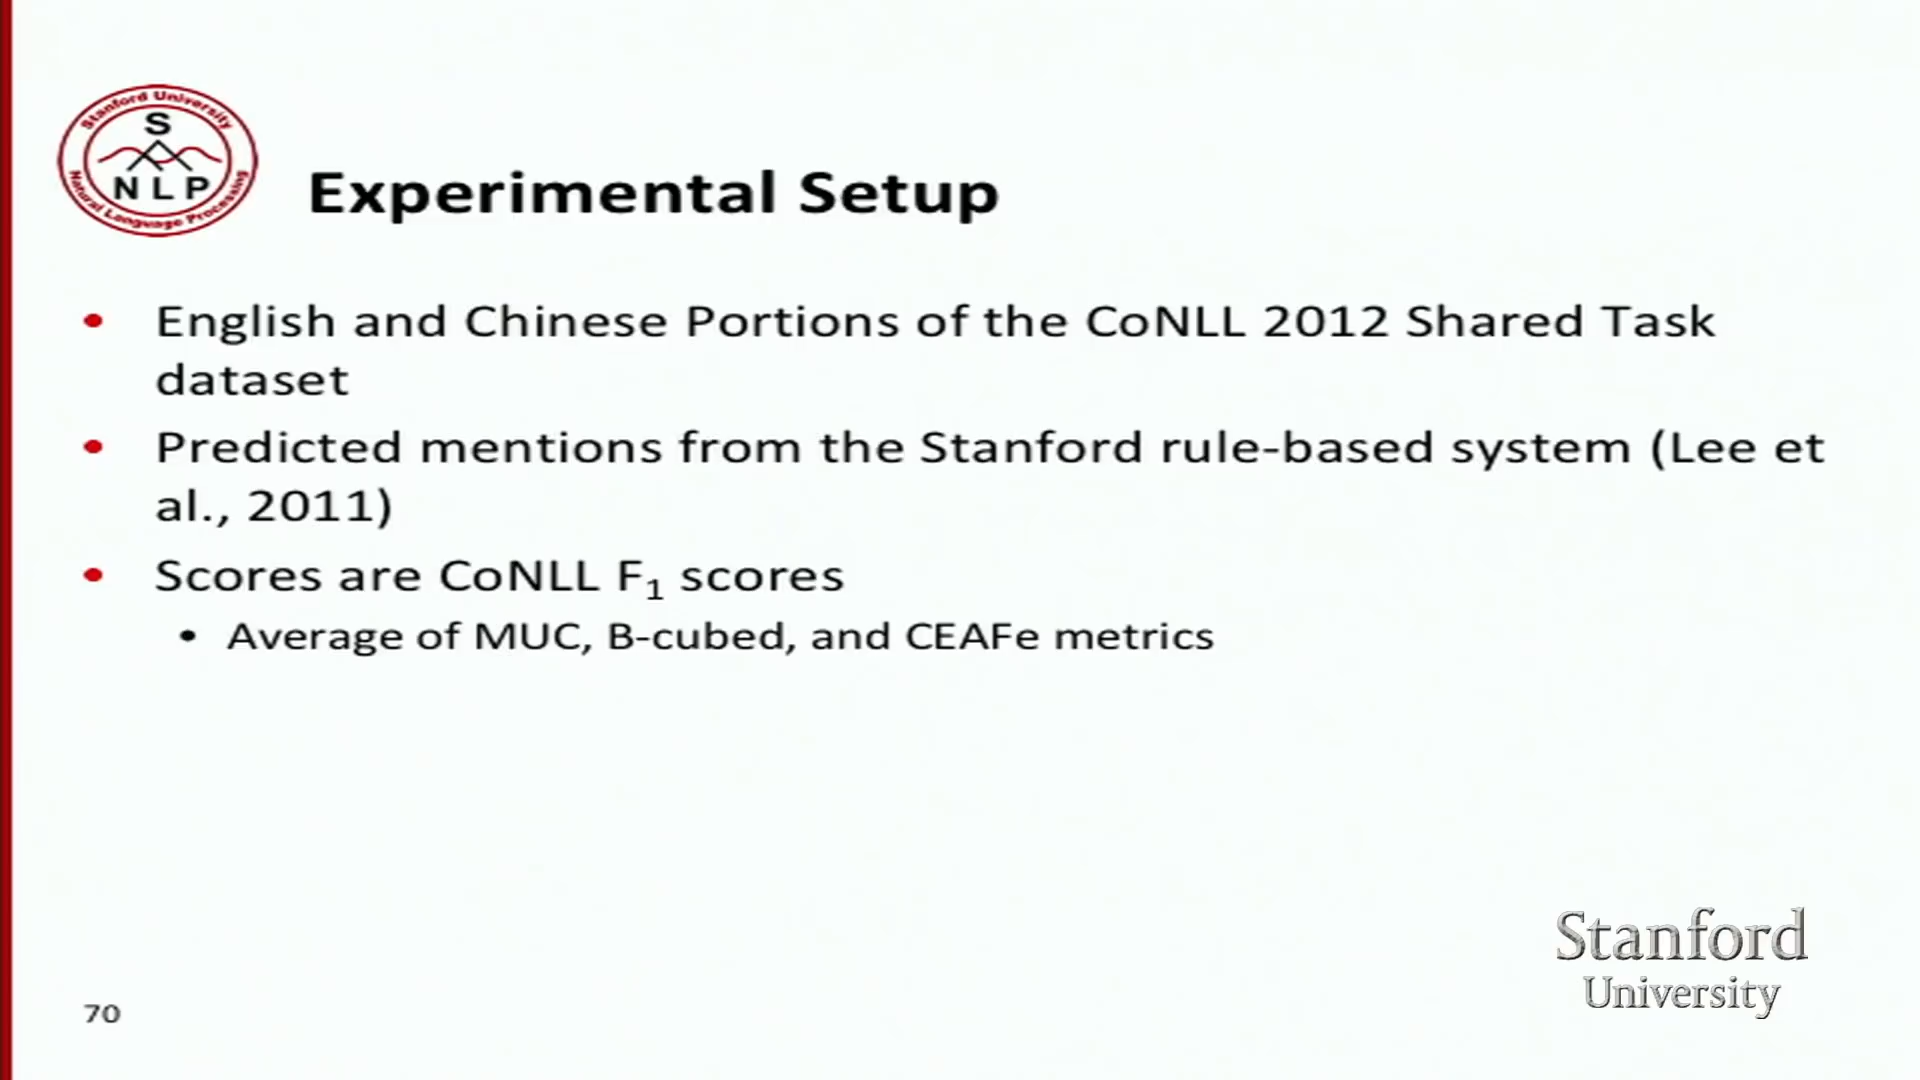 Stanford University
S
NLP
Natural Language Processing
Experimental Setup
• English and Chinese Portions of the CoNLL 2012 Shared Task
dataset
• Predicted mentions from the Stanford rule-based system (Lee et
al., 2011)
• Scores are CoNLL F₁ scores
• Average of MUC, B-cubed, and CEAFe metrics
Stanford
University
70